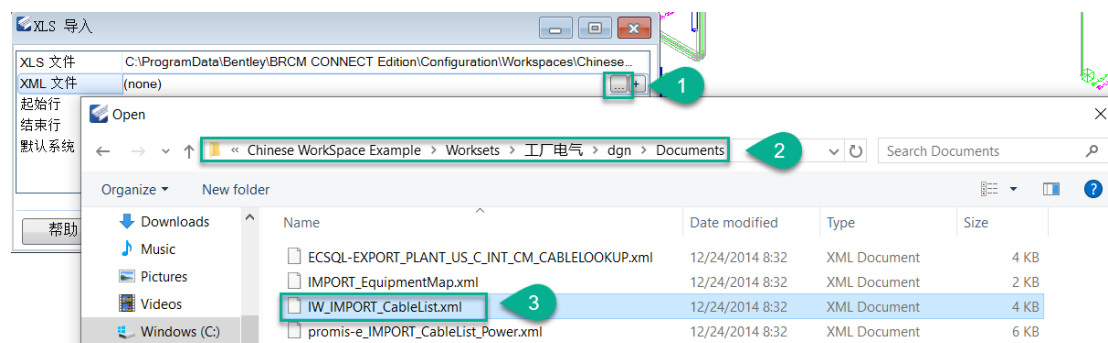 XLS 导入
XLS 文件 C:\ProgramData\Bentley\BRCM CONNECT Edition\Configuration\Workspaces\Chinese...
XML 文件 (none) ... + 1
起始行
结束行
默认系统
帮助
Open
« Chinese WorkSpace Example > Worksets > 工厂电气 > dgn > Documents 2 Search Documents
Organize New folder
Downloads
Music
Pictures
Videos
Windows (C:)
Name Date modified Type Size
ECSQL-EXPORT_PLANT_US_C_INT_CM_CABLELOOKUP.xml 12/24/2014 8:32 XML Document 4 KB
IMPORT_EquipmentMap.xml 12/24/2014 8:32 XML Document 2 KB
IW_IMPORT_CableList.xml 3 12/24/2014 8:32 XML Document 4 KB
promis-e_IMPORT_CableList_Power.xml 12/24/2014 8:32 XML Document 6 KB